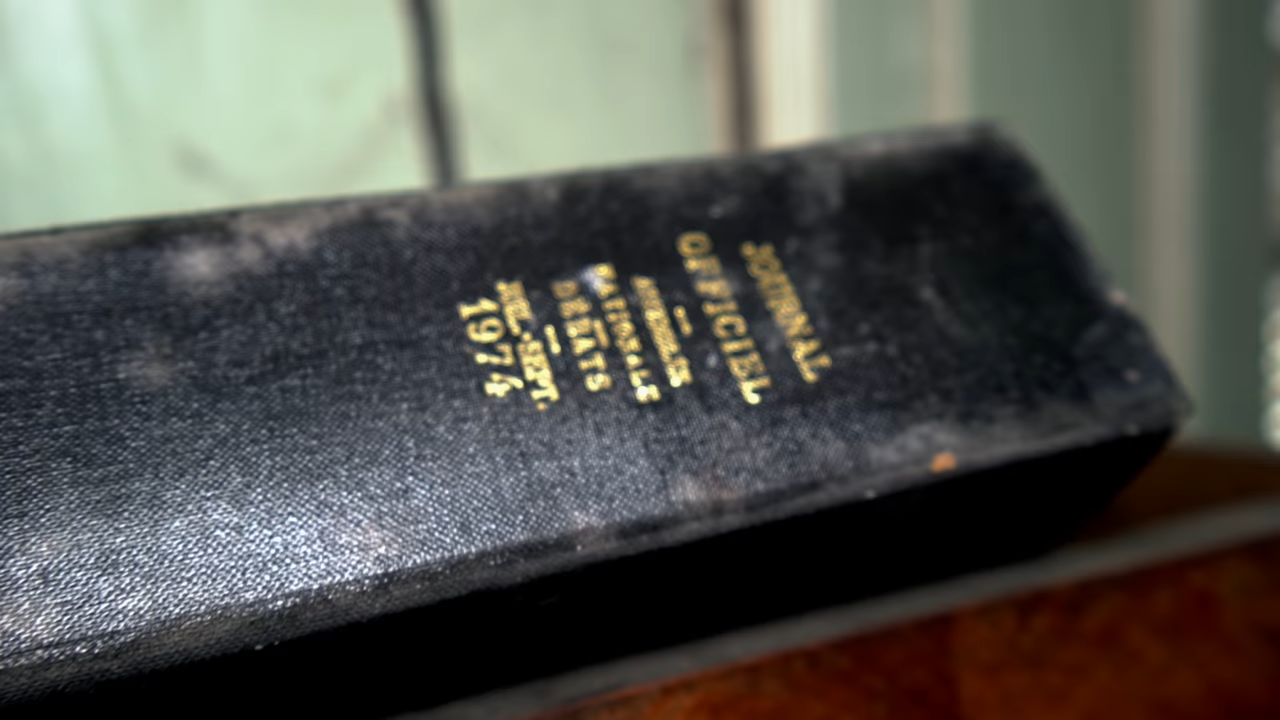 JOURNAL
OFFICIEL
ASSEMBLÉE
NATIONALE
DÉBATS
JUIL.-SEPT.
1974